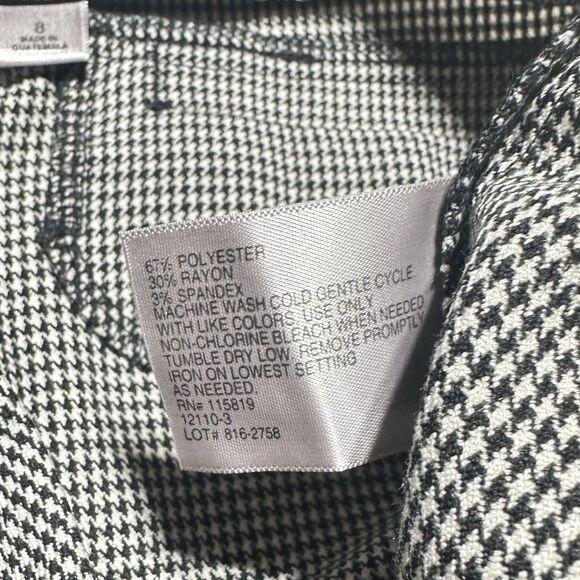 8
MADE IN
GUATEMALA
67% POLYESTER
30% RAYON
3% SPANDEX
MACHINE WASH COLD GENTLE CYCLE
WITH LIKE COLORS. USE ONLY
NON-CHLORINE BLEACH WHEN NEEDED
TUMBLE DRY LOW. REMOVE PROMPTLY
IRON ON LOWEST SETTING
AS NEEDED
RN# 115819
12110-3
LOT# 816-2758